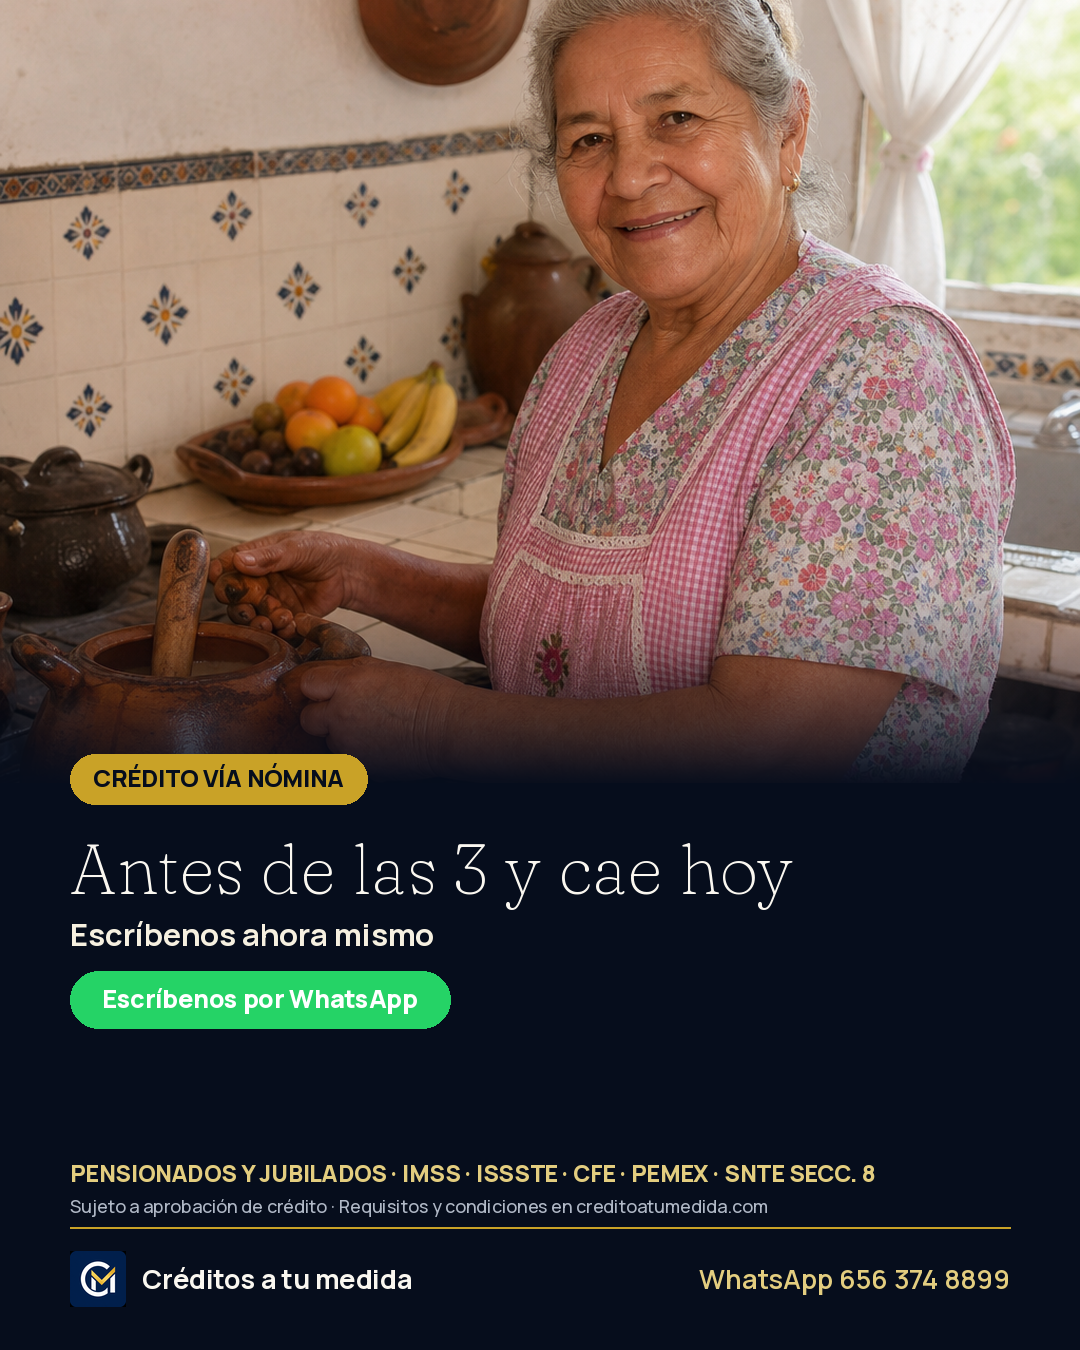 CRÉDITO VÍA NÓMINA
Antes de las 3 y cae hoy
Escríbenos ahora mismo
Escríbenos por WhatsApp
PENSIONADOS Y JUBILADOS · IMSS · ISSSTE · CFE · PEMEX · SNTE SECC. 8
Sujeto a aprobación de crédito · Requisitos y condiciones en creditoatumedida.com
Créditos a tu medida
WhatsApp 656 374 8899